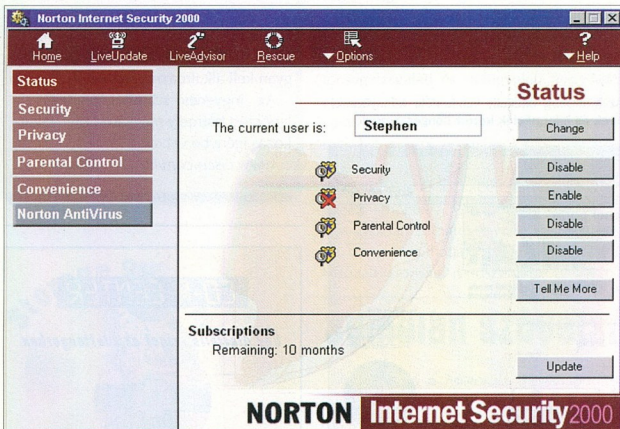 Norton Internet Security 2000
Home LiveUpdate LiveAdvisor Rescue Options Help
Status
Security
Privacy
Parental Control
Convenience
Norton AntiVirus
Status
The current user is: Stephen Change
Security Disable
Privacy Enable
Parental Control Disable
Convenience Disable
Tell Me More
Subscriptions
Remaining: 10 months
Update
NORTON Internet Security 2000